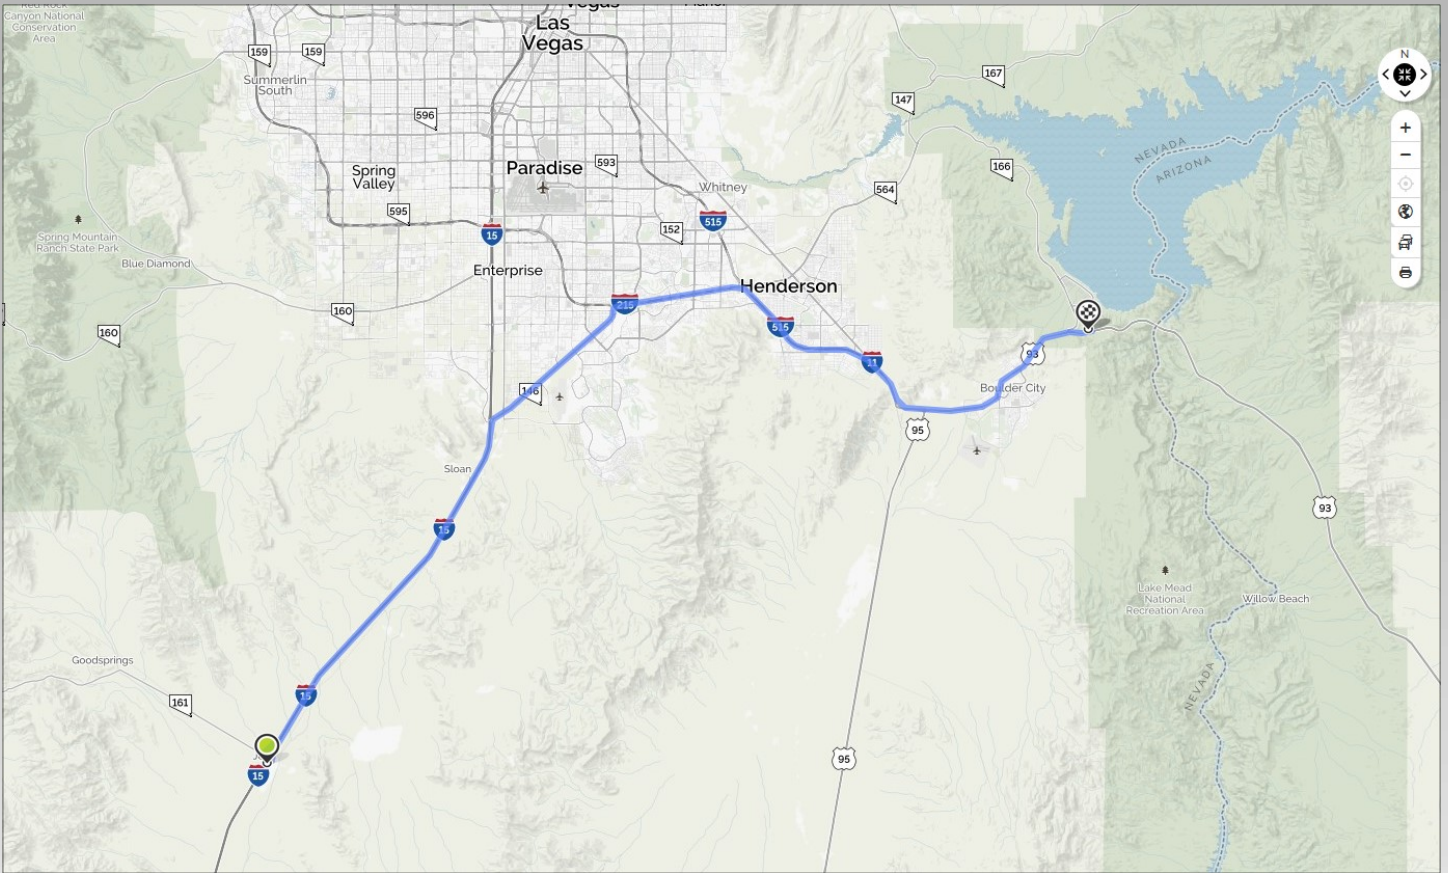 Red Rock
Canyon National
Conservation
Area
Vegas
Las
Vegas
159
159
Summerlin
South
596
Spring
Valley
Paradise
593
Whitney
595
15
152
515
564
147
167
166
NEVADA
ARIZONA
N
Spring Mountain
Ranch State Park
Blue Diamond
Enterprise
Henderson
160
160
215
515
11
93
Boulder City
146
95
Sloan
15
93
Lake Mead
National
Recreation Area
Willow Beach
Goodsprings
161
15
NEVADA
95
15